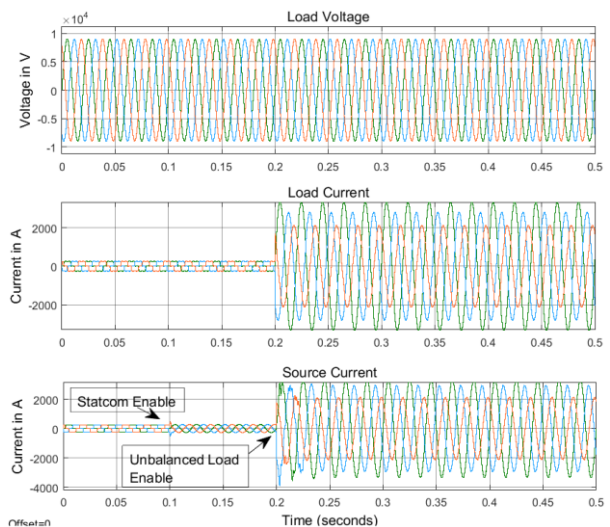 Load Voltage
×10⁴
Voltage in V
1
0.5
0
-0.5
-1
0 0.05 0.1 0.15 0.2 0.25 0.3 0.35 0.4 0.45 0.5
Load Current
Current in A
2000
0
-2000
0 0.05 0.1 0.15 0.2 0.25 0.3 0.35 0.4 0.45 0.5
Source Current
Current in A
2000
0
-2000
-4000
Statcom Enable
Unbalanced Load
Enable
0 0.05 0.1 0.15 0.2 0.25 0.3 0.35 0.4 0.45 0.5
Offset=0
Time (seconds)